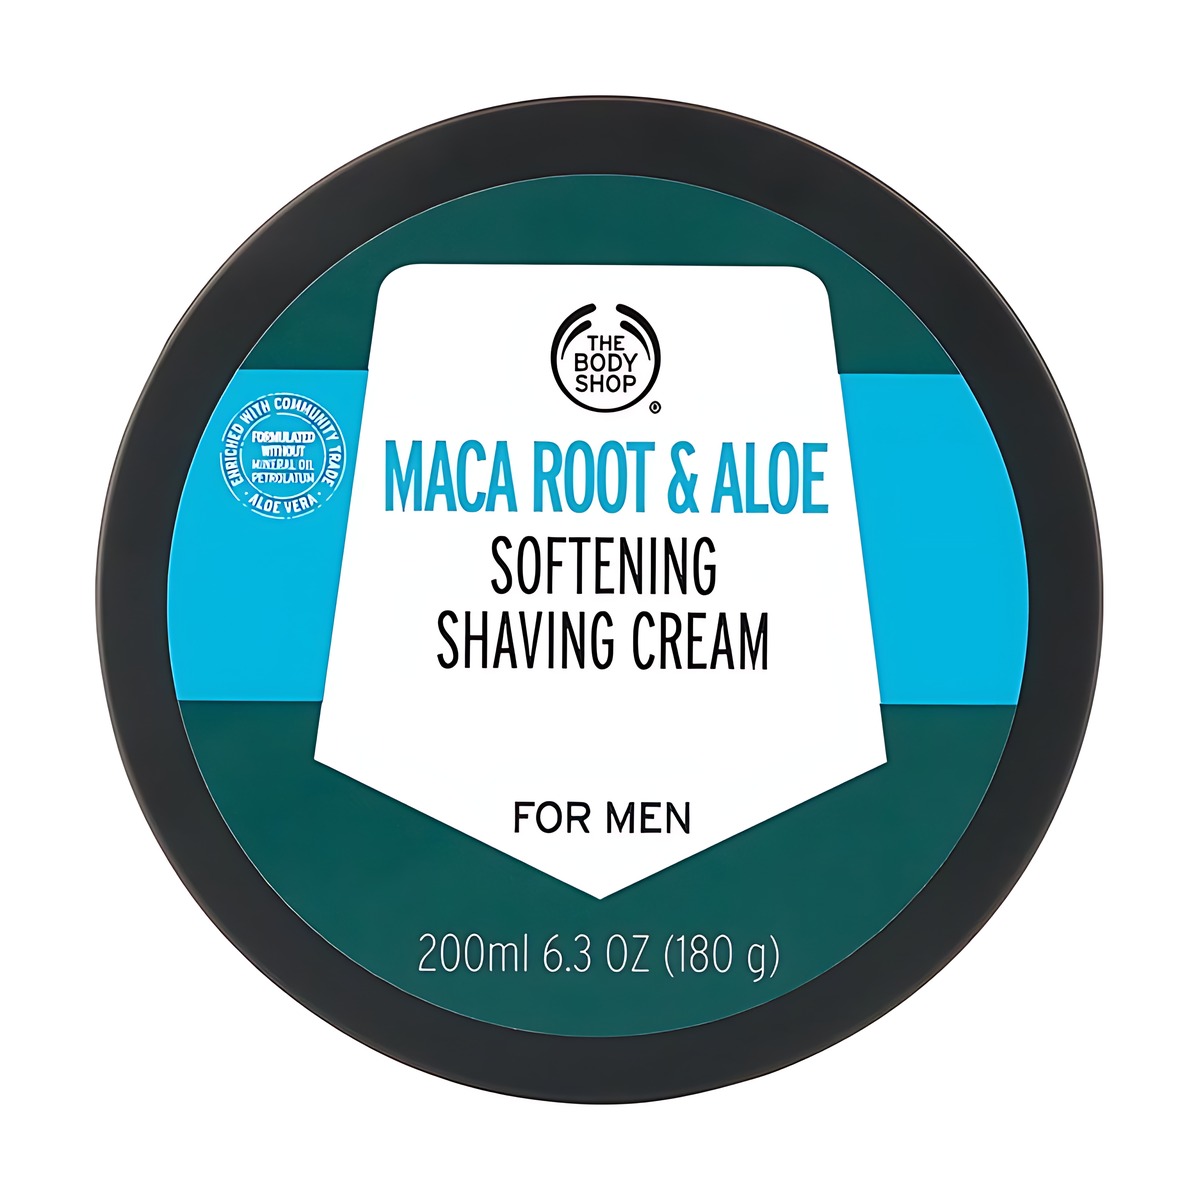 THE
BODY
SHOP
®
MACA ROOT & ALOE
SOFTENING
SHAVING CREAM
FOR MEN
200ml 6.3 OZ (180 g)
ENRICHED WITH COMMUNITY TRADE
FORMULATED
WITHOUT
MINERAL OIL
PETROLATUM
· ALOE VERA ·